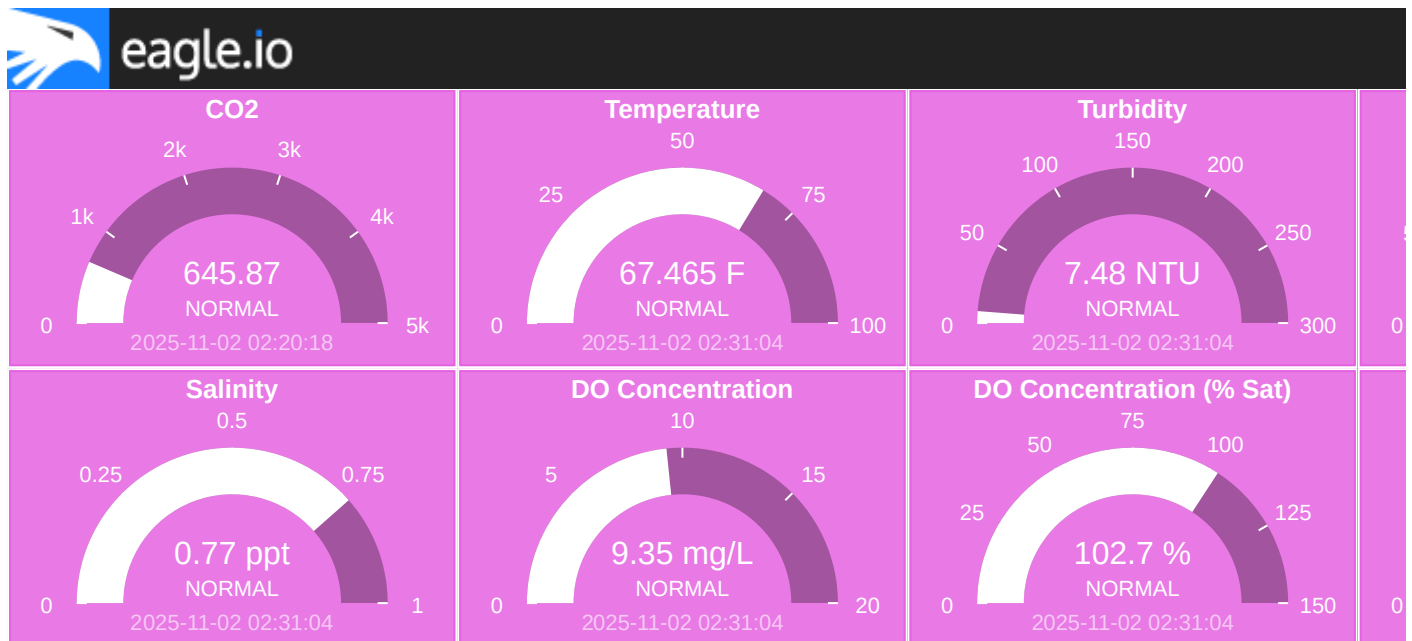 eagle.io
CO2
0
1k
2k
3k
4k
5k
645.87
NORMAL
2025-11-02 02:20:18
Temperature
0
25
50
75
100
67.465 F
NORMAL
2025-11-02 02:31:04
Turbidity
0
50
100
150
200
250
300
7.48 NTU
NORMAL
2025-11-02 02:31:04
0
Salinity
0
0.25
0.5
0.75
1
0.77 ppt
NORMAL
2025-11-02 02:31:04
DO Concentration
0
5
10
15
20
9.35 mg/L
NORMAL
2025-11-02 02:31:04
DO Concentration (% Sat)
0
25
50
75
100
125
150
102.7 %
NORMAL
2025-11-02 02:31:04
0